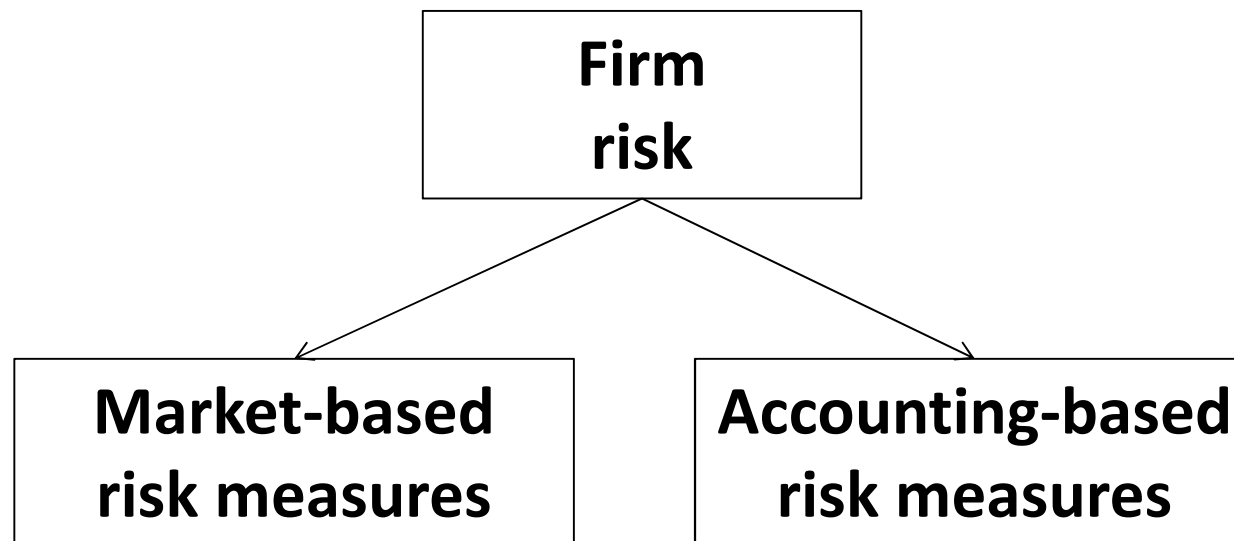 Firm
risk
Market-based
risk measures
Accounting-based
risk measures